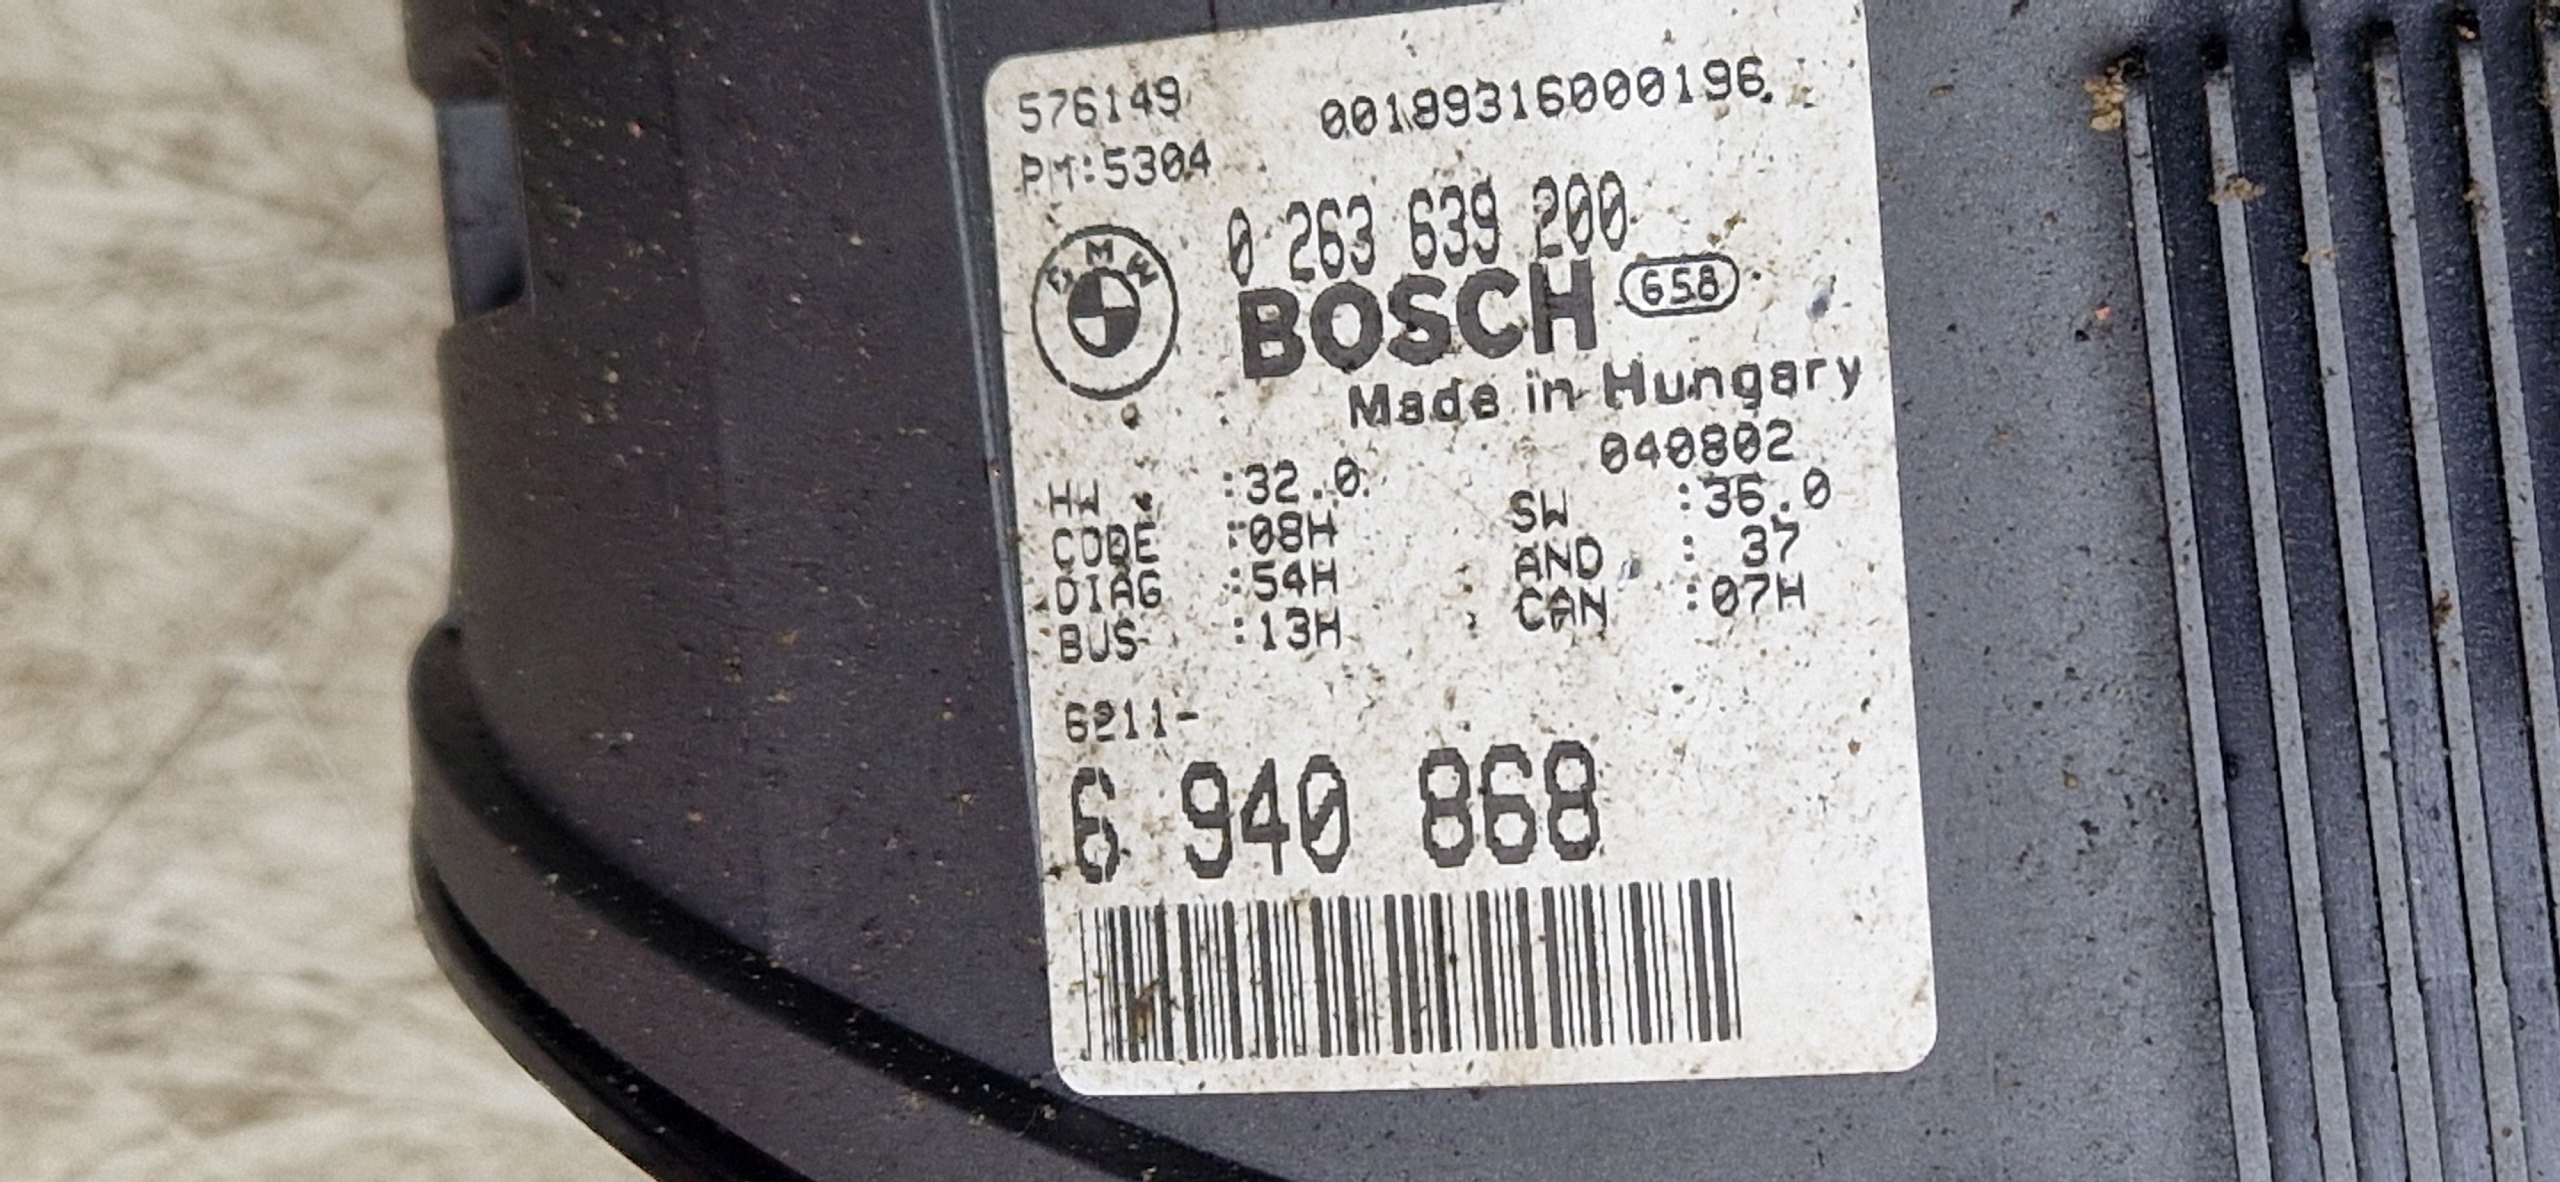 576149
00189316000196
PM:5304
0 263 639 200
BMW
BOSCH 658
Made in Hungary
040802
HW :32.0 SW :36.0
CODE :08H AND : 37
DIAG :54H CAN :07H
BUS :13H
6211-
6 940 868